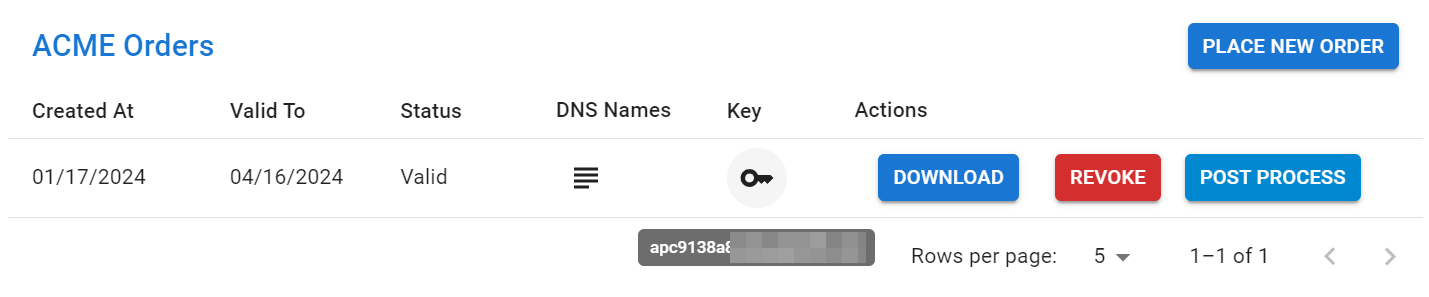 ACME Orders
PLACE NEW ORDER
Created At Valid To Status DNS Names Key Actions
01/17/2024 04/16/2024 Valid DOWNLOAD REVOKE POST PROCESS
Rows per page: 5 1–1 of 1